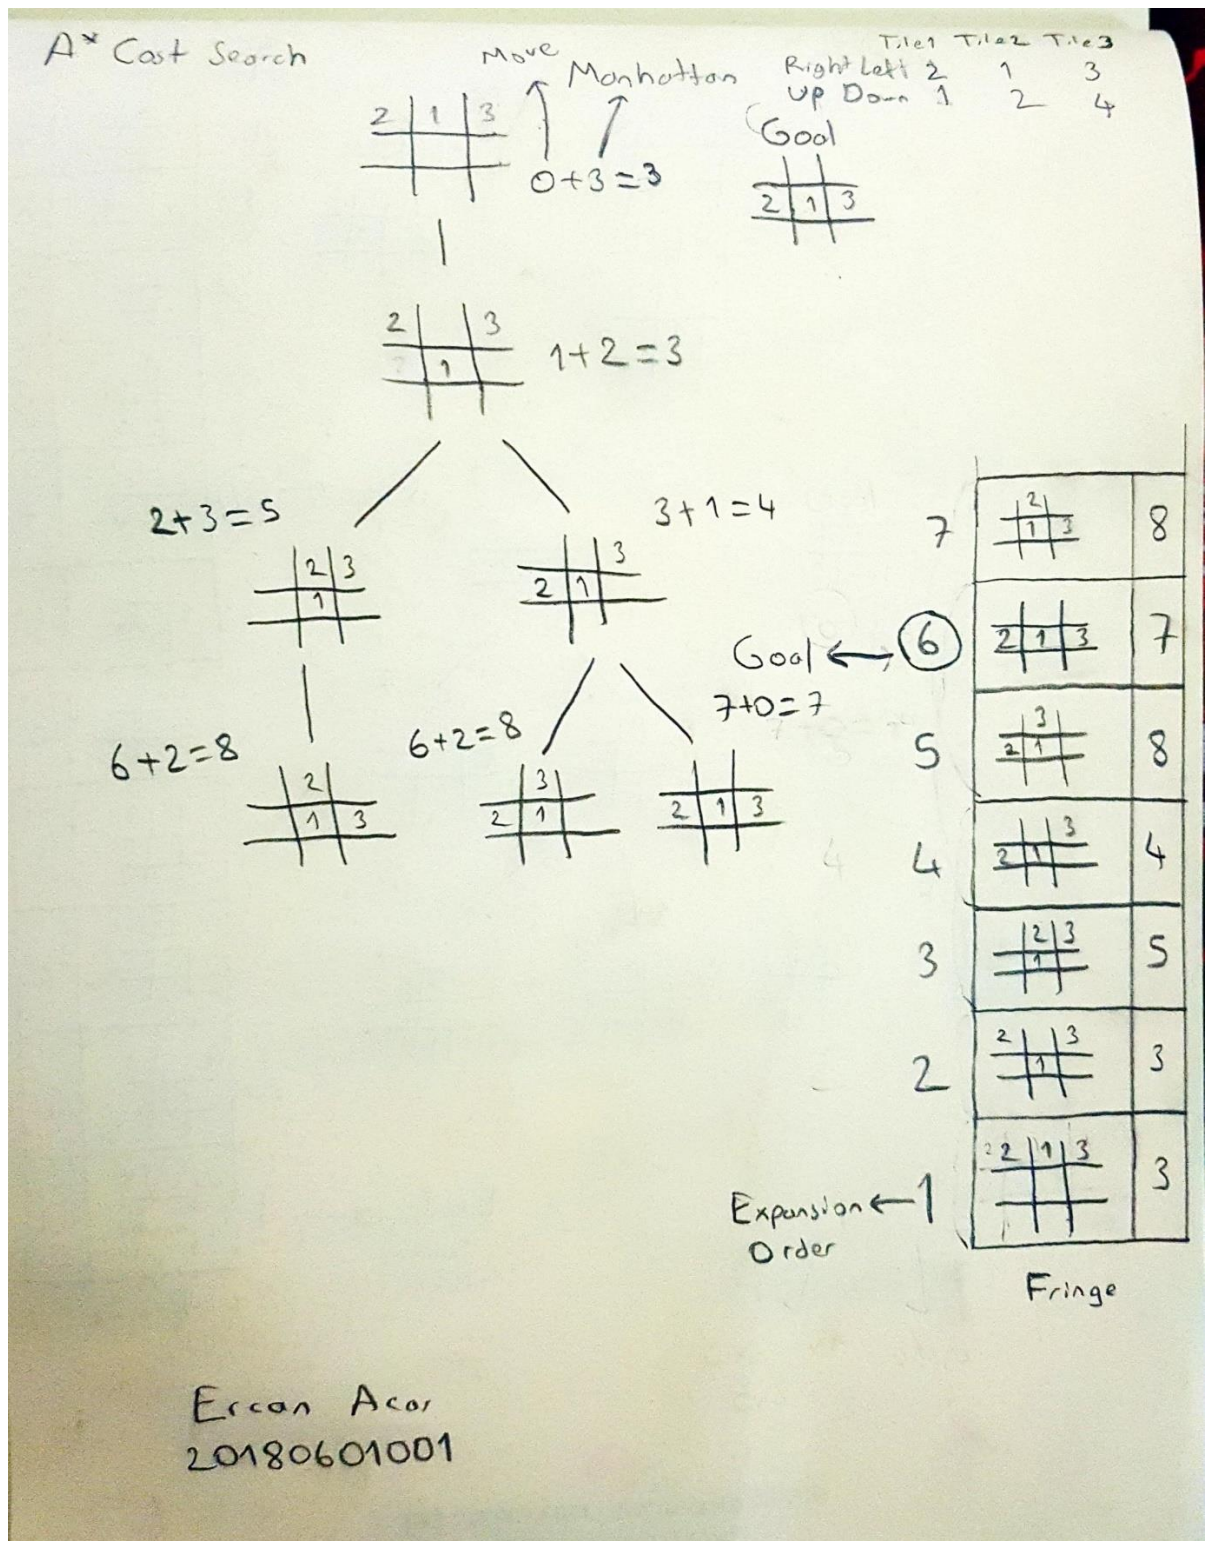 A* Cost Search
Move
Manhattan
Tile1 Tile2 Tile3
Right Left 2 1 3
Up Down 1 2 4
2 1 3
0+3=3
Goal
2 1 3
2 3
1
1+2=3
2+3=5
2 3
1
3+1=4
3
2 1
6+2=8
2
1 3
6+2=8
3
2 1
7+0=7
2 1 3
7
2
1 3
8
Goal ← 6
2 1 3
7
5
3
2 1
8
4
3
2 1
4
3
2 3
1
5
2
2 3
1
3
Expansion ← 1
Order
2 1 3
3
Fringe
Ercan Acar
20180601001